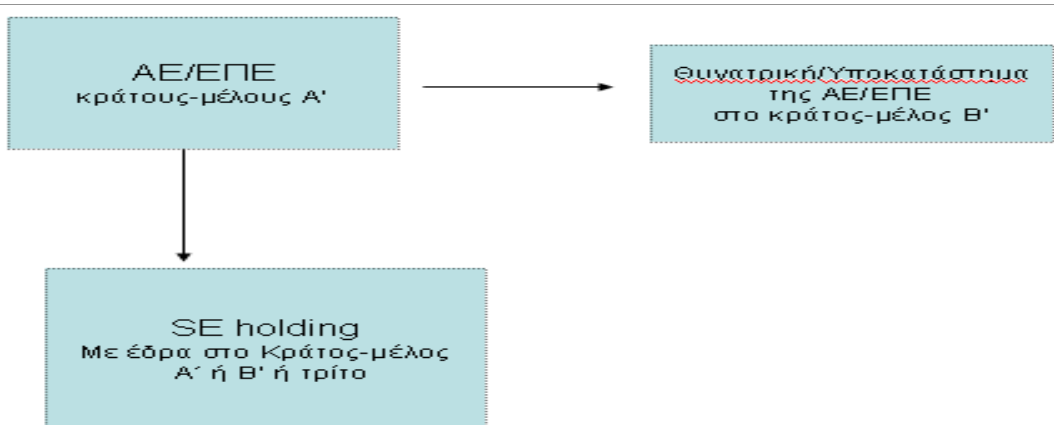 ΑΕ/ΕΠΕ
κράτους-μέλους Α'
Θυνατρική/Υποκατάστημα
της ΑΕ/ΕΠΕ
στο κράτος-μέλος Β'
SE holding
Με έδρα στο Κράτος-μέλος
Α΄ ή Β' ή τρίτο